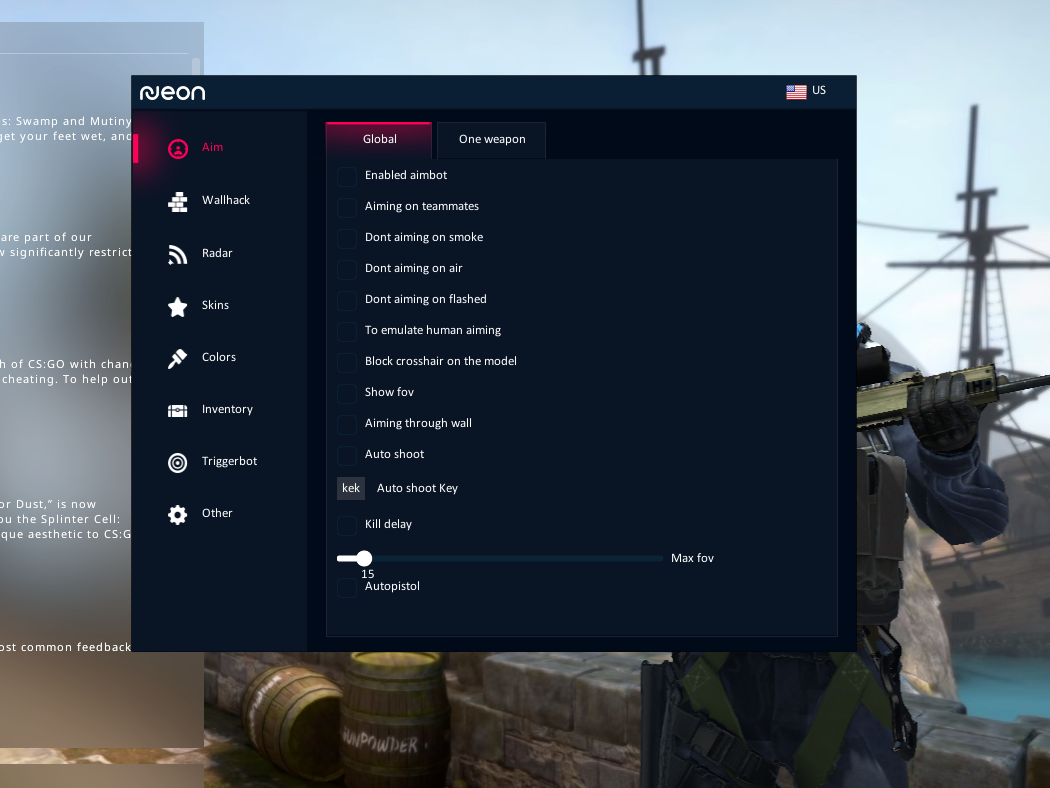 neon
US
s: Swamp and Mutiny
get your feet wet, and
are part of our
w significantly restrict
h of CS:GO with chan
cheating. To help out
or Dust,” is now
ou the Splinter Cell:
que aesthetic to CS:G
ost common feedback
Aim
Wallhack
Radar
Skins
Colors
Inventory
Triggerbot
Other
Global
One weapon
Enabled aimbot
Aiming on teammates
Dont aiming on smoke
Dont aiming on air
Dont aiming on flashed
To emulate human aiming
Block crosshair on the model
Show fov
Aiming through wall
Auto shoot
kek Auto shoot Key
Kill delay
Max fov
15
Autopistol
GUNPOWDER